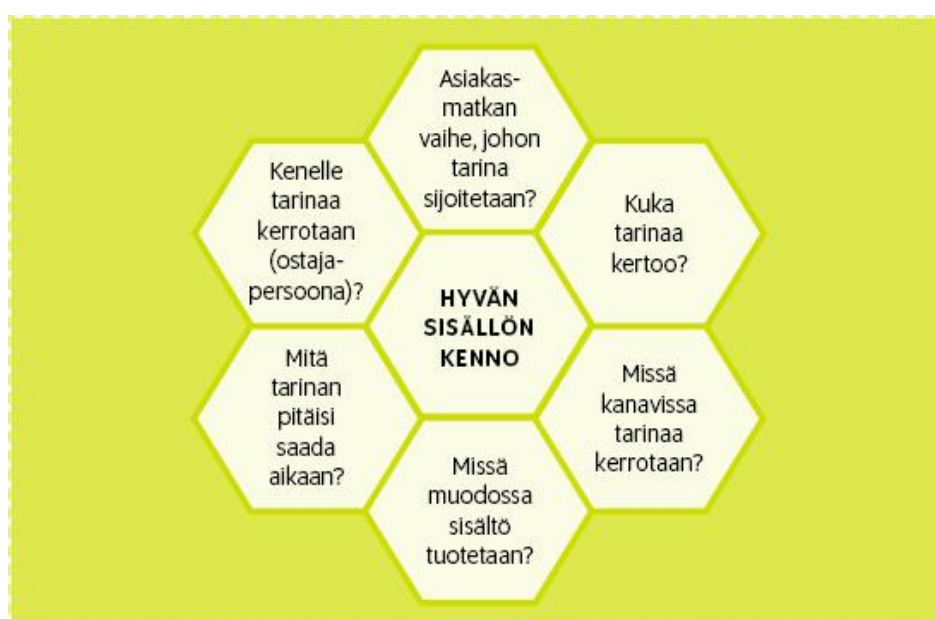 Asiakas-
matkan
vaihe, johon
tarina
sijoitetaan?
Kenelle
tarinaa
kerrotaan
(ostaja-
persoona)?
Kuka
tarinaa
kertoo?
HYVÄN
SISÄLLÖN
KENNO
Mitä
tarinan
pitäisi
saada
aikaan?
Missä
kanavissa
tarinaa
kerrotaan?
Missä
muodossa
sisältö
tuotetaan?